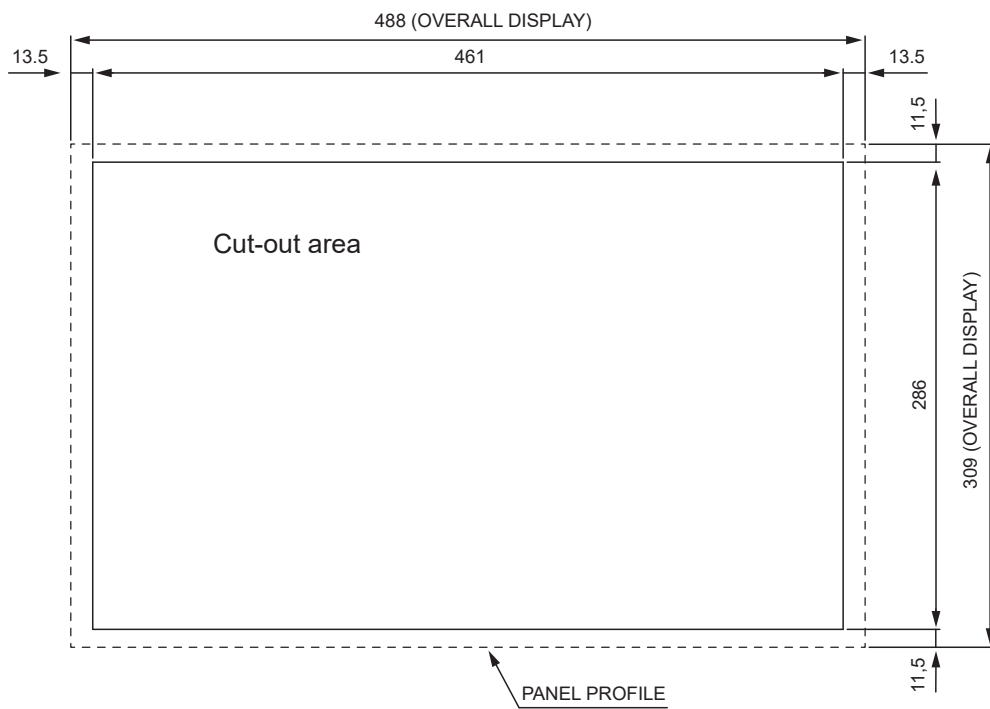 488 (OVERALL DISPLAY)
13.5
461
13.5
11,5
Cut-out area
286
309 (OVERALL DISPLAY)
11,5
PANEL PROFILE